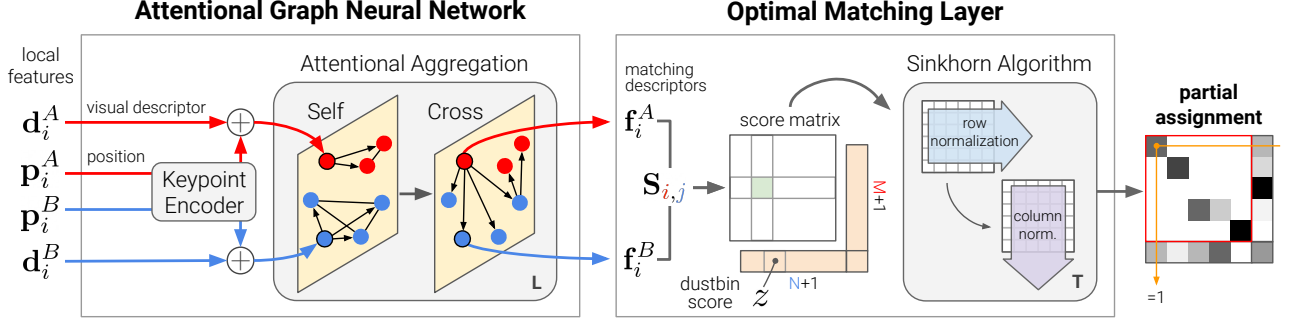 Attentional Graph Neural Network
Optimal Matching Layer
local
features
Attentional Aggregation
matching
descriptors
Sinkhorn Algorithm
visual descriptor
Self
Cross
partial
assignment
d_i^A
+
f_i^A
score matrix
row
normalization
position
p_i^A
Keypoint
Encoder
S_{i,j}
M+1
p_i^B
column
norm.
d_i^B
+
f_i^B
L
dustbin
score
z
N+1
T
=1